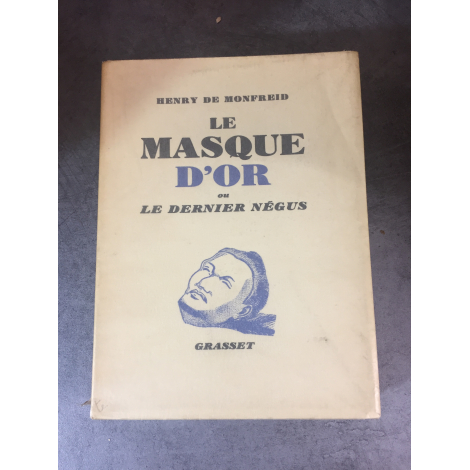 HENRY DE MONFREID
LE
MASQUE
D'OR
ou
LE DERNIER NÉGUS
GRASSET